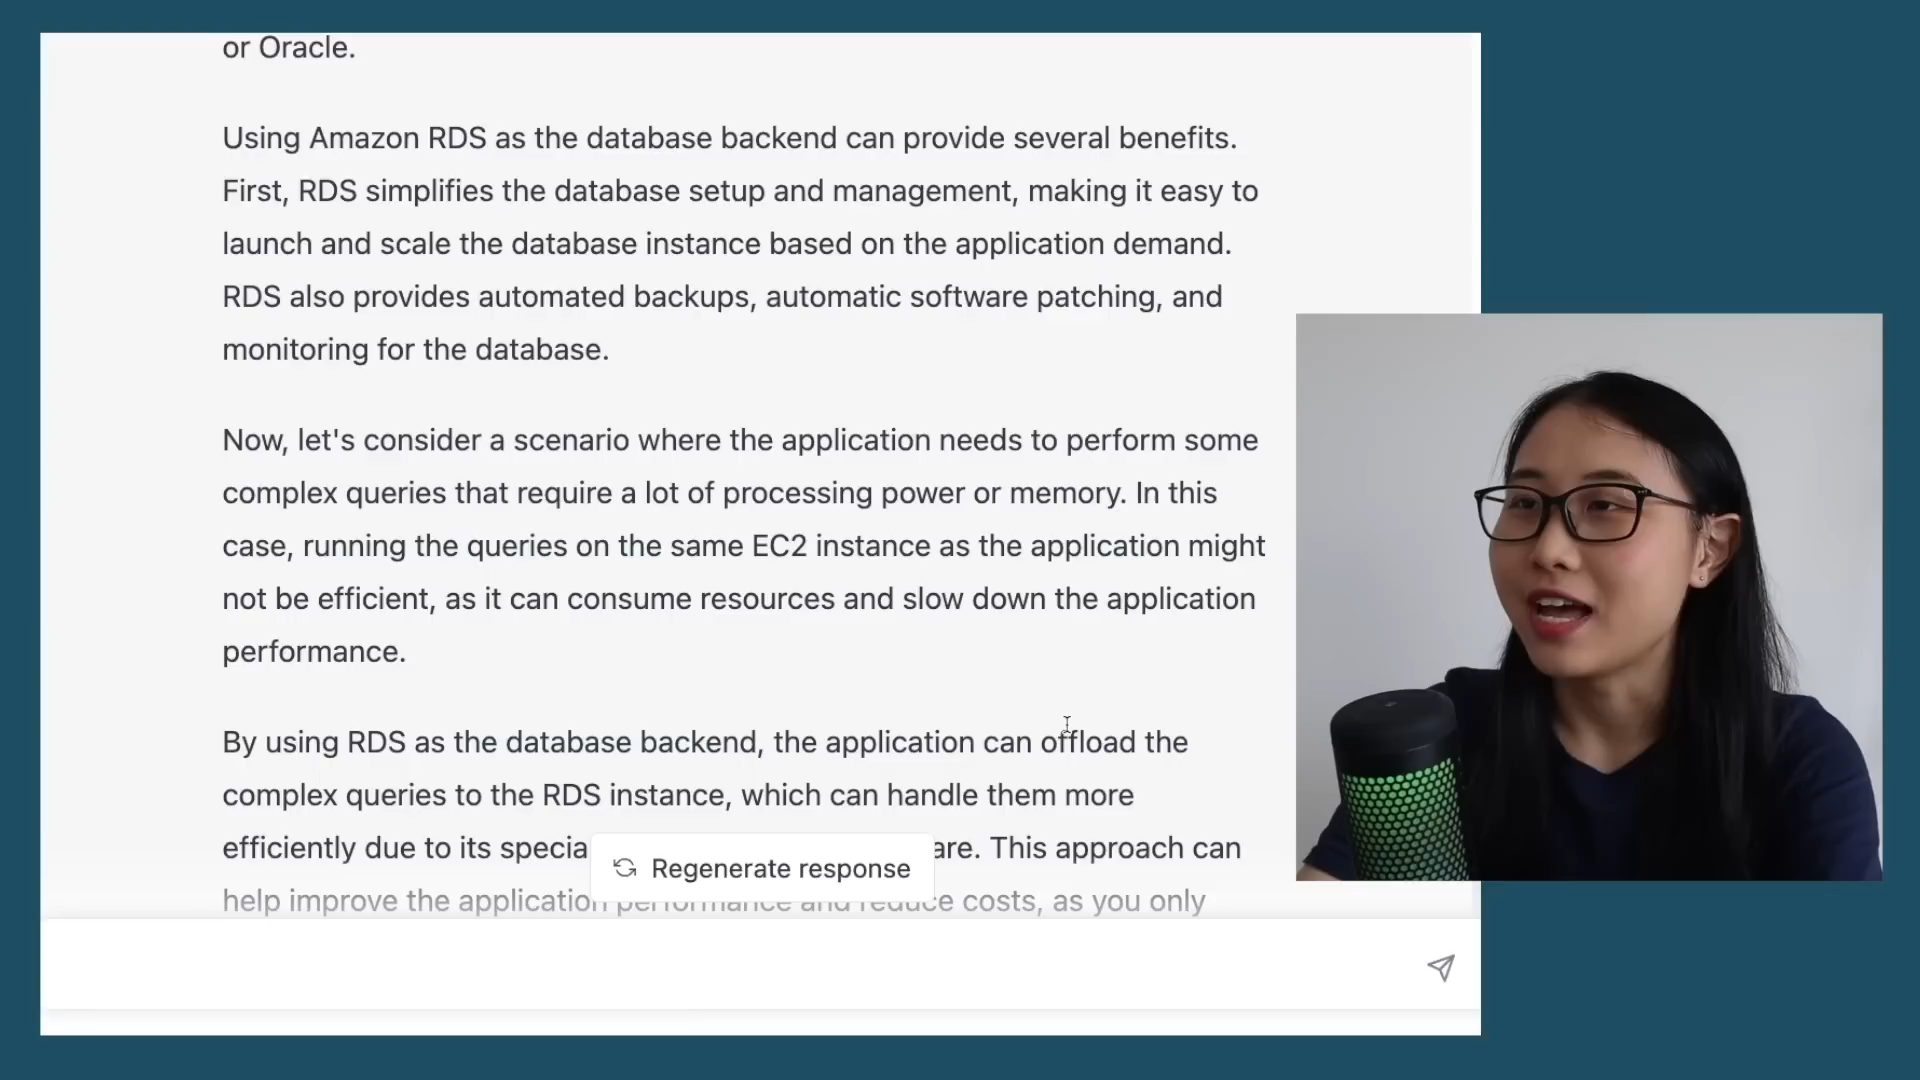 or Oracle.
Using Amazon RDS as the database backend can provide several benefits.
First, RDS simplifies the database setup and management, making it easy to
launch and scale the database instance based on the application demand.
RDS also provides automated backups, automatic software patching, and
monitoring for the database.
Now, let's consider a scenario where the application needs to perform some
complex queries that require a lot of processing power or memory. In this
case, running the queries on the same EC2 instance as the application might
not be efficient, as it can consume resources and slow down the application
performance.
By using RDS as the database backend, the application can offload the
complex queries to the RDS instance, which can handle them more
efficiently due to its specia are. This approach can
Regenerate response
help improve the application performance and reduce costs, as you only